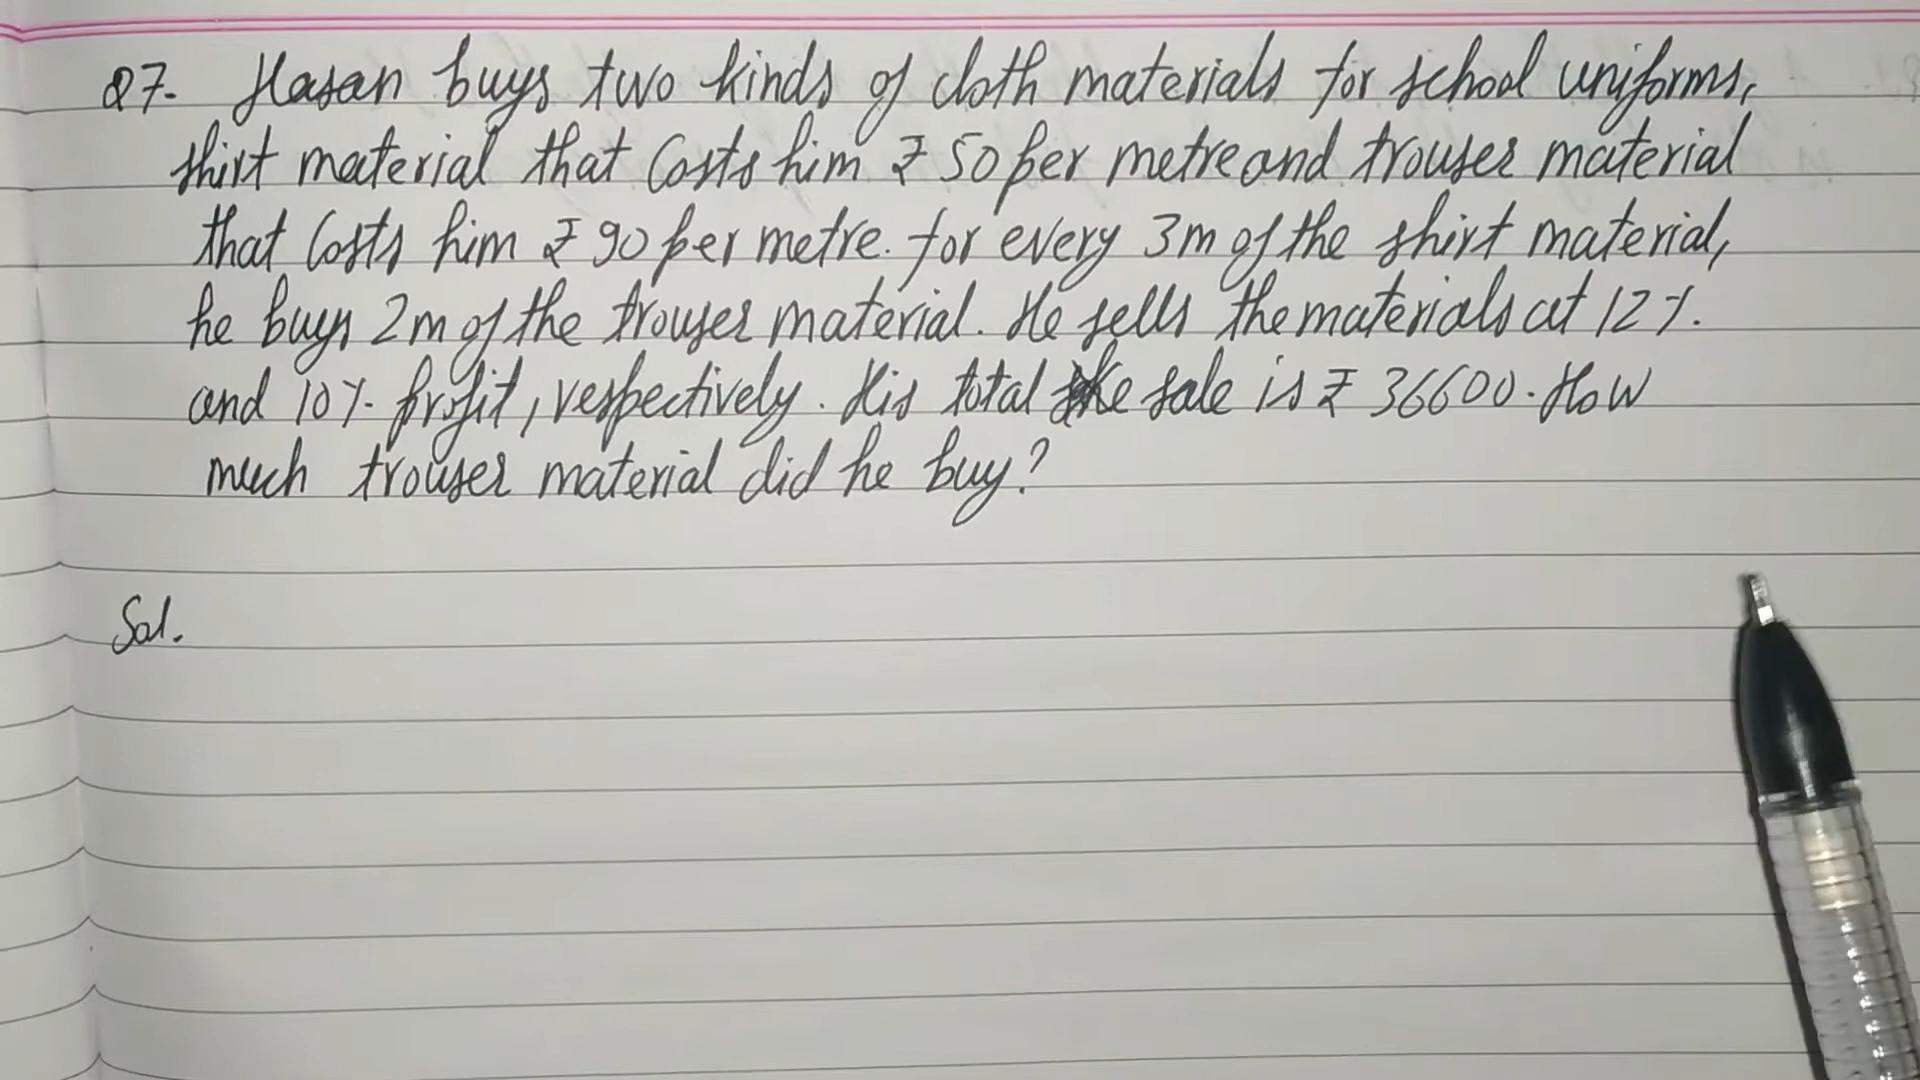 Q7. Hasan buys two kinds of cloth materials for school uniforms,
shirt material that costs him ₹ 50 per metre and trouser material
that costs him ₹ 90 per metre. for every 3m of the shirt material,
he buys 2m of the trouser material. He sells the materials at 12%.
and 10%. profit, respectively. His total sale is ₹ 36600. How
much trouser material did he buy?
Sol.